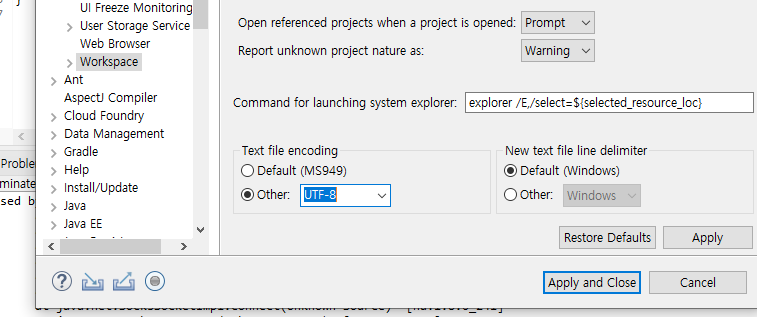 UI Freeze Monitoring
User Storage Service
Web Browser
Workspace
Ant
AspectJ Compiler
Cloud Foundry
Data Management
Gradle
Help
Install/Update
Java
Java EE
Open referenced projects when a project is opened: Prompt
Report unknown project nature as: Warning
Command for launching system explorer: explorer /E,/select=${selected_resource_loc}
Text file encoding
Default (MS949)
Other: UTF-8
New text file line delimiter
Default (Windows)
Other: Windows
Restore Defaults Apply
? Apply and Close Cancel